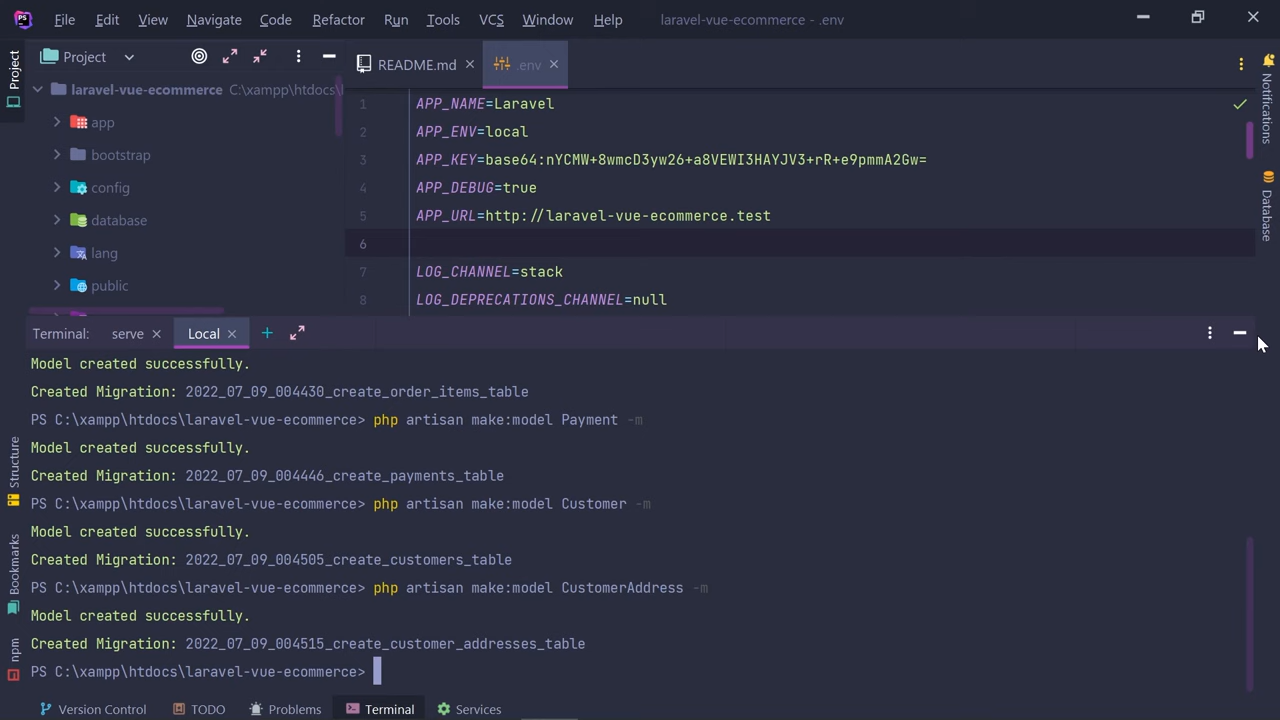 PS File Edit View Navigate Code Refactor Run Tools VCS Window Help laravel-vue-ecommerce - .env
Project
Project
README.md
.env
Notifications
Database
laravel-vue-ecommerce C:\xampp\htdocs\l
app
bootstrap
config
database
lang
public
1 APP_NAME=Laravel
2 APP_ENV=local
3 APP_KEY=base64:nYCMW+8wmcD3yw26+a8VEWI3HAYJV3+rR+e9pmmA2Gw=
4 APP_DEBUG=true
5 APP_URL=http://laravel-vue-ecommerce.test
6
7 LOG_CHANNEL=stack
8 LOG_DEPRECATIONS_CHANNEL=null
Terminal: serve Local
Model created successfully.
Created Migration: 2022_07_09_004430_create_order_items_table
PS C:\xampp\htdocs\laravel-vue-ecommerce> php artisan make:model Payment -m
Model created successfully.
Created Migration: 2022_07_09_004446_create_payments_table
PS C:\xampp\htdocs\laravel-vue-ecommerce> php artisan make:model Customer -m
Model created successfully.
Created Migration: 2022_07_09_004505_create_customers_table
PS C:\xampp\htdocs\laravel-vue-ecommerce> php artisan make:model CustomerAddress -m
Model created successfully.
Created Migration: 2022_07_09_004515_create_customer_addresses_table
PS C:\xampp\htdocs\laravel-vue-ecommerce>
Structure
Bookmarks
npm
Version Control TODO Problems Terminal Services